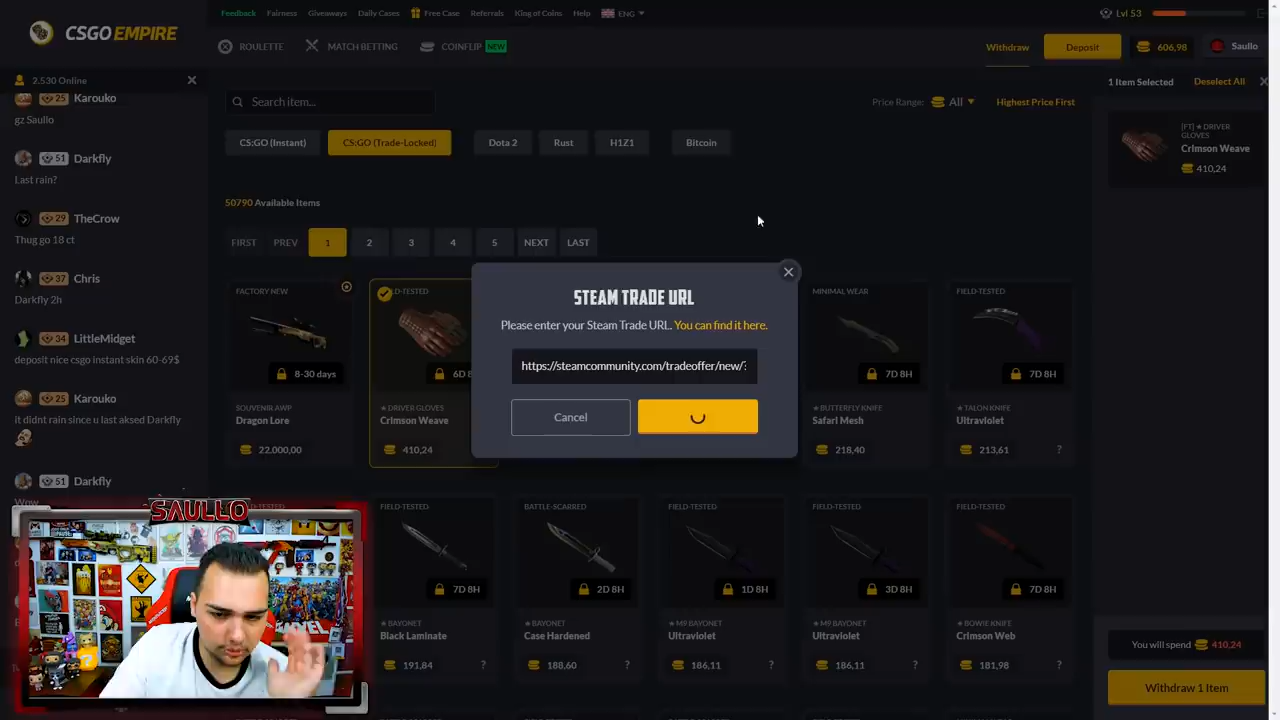 Feedback Fairness Giveaways Daily Cases Free Case Referrals King of Coins Help ENG
Lvl 53
CSGOEMPIRE
ROULETTE MATCH BETTING COINFLIP NEW
Withdraw Deposit 606,98 Saullo
2.530 Online
25 Karouko
gz Saullo
51 Darkfly
Last rain?
29 TheCrow
Thug go 18 ct
37 Chris
Darkfly 2h
34 LittleMidget
deposit nice csgo instant skin 60-69$
25 Karouko
it didnt rain since u last aksed Darkfly
51 Darkfly
Wow
Search item...
Price Range: All Highest Price First
CS:GO (Instant) CS:GO (Trade-Locked) Dota 2 Rust H1Z1 Bitcoin
50790 Available Items
FIRST PREV 1 2 3 4 5 NEXT LAST
FACTORY NEW
8-30 days
SOUVENIR AWP
Dragon Lore
22.000,00
LD-TESTED
6D 8
★ DRIVER GLOVES
Crimson Weave
410,24
STEAM TRADE URL
Please enter your Steam Trade URL. You can find it here.
https://steamcommunity.com/tradeoffer/new/?
Cancel
MINIMAL WEAR
7D 8H
★ BUTTERFLY KNIFE
Safari Mesh
218,40
FIELD-TESTED
7D 8H
★ TALON KNIFE
Ultraviolet
213,61 ?
D-TESTED
FIELD-TESTED
7D 8H
★ BAYONET
Black Laminate
191,84 ?
BATTLE-SCARRED
2D 8H
★ BAYONET
Case Hardened
188,60 ?
FIELD-TESTED
1D 8H
★ M9 BAYONET
Ultraviolet
186,11 ?
FIELD-TESTED
3D 8H
★ M9 BAYONET
Ultraviolet
186,11 ?
FIELD-TESTED
7D 8H
★ BOWIE KNIFE
Crimson Web
181,98 ?
1 Item Selected Deselect All
[FT] ★ DRIVER
GLOVES
Crimson Weave
410,24
You will spend 410,24
Withdraw 1 Item
SAULLO